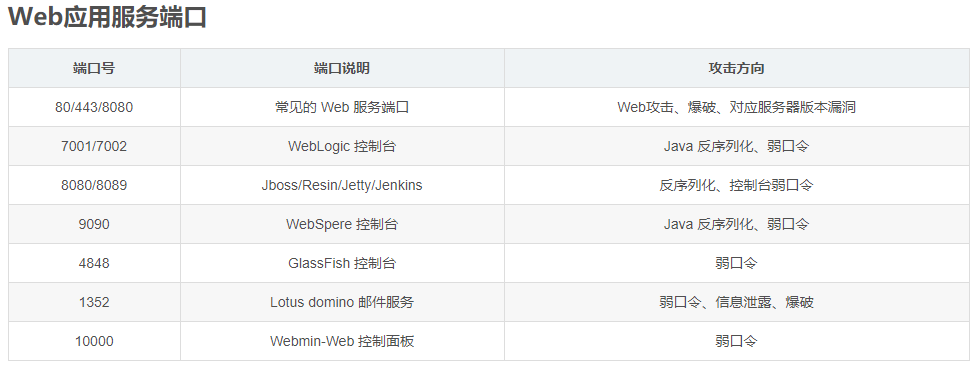 Web应用服务端口
端口号 端口说明 攻击方向
80/443/8080 常见的 Web 服务端口 Web攻击、爆破、对应服务器版本漏洞
7001/7002 WebLogic 控制台 Java 反序列化、弱口令
8080/8089 Jboss/Resin/Jetty/Jenkins 反序列化、控制台弱口令
9090 WebSpere 控制台 Java 反序列化、弱口令
4848 GlassFish 控制台 弱口令
1352 Lotus domino 邮件服务 弱口令、信息泄露、爆破
10000 Webmin-Web 控制面板 弱口令